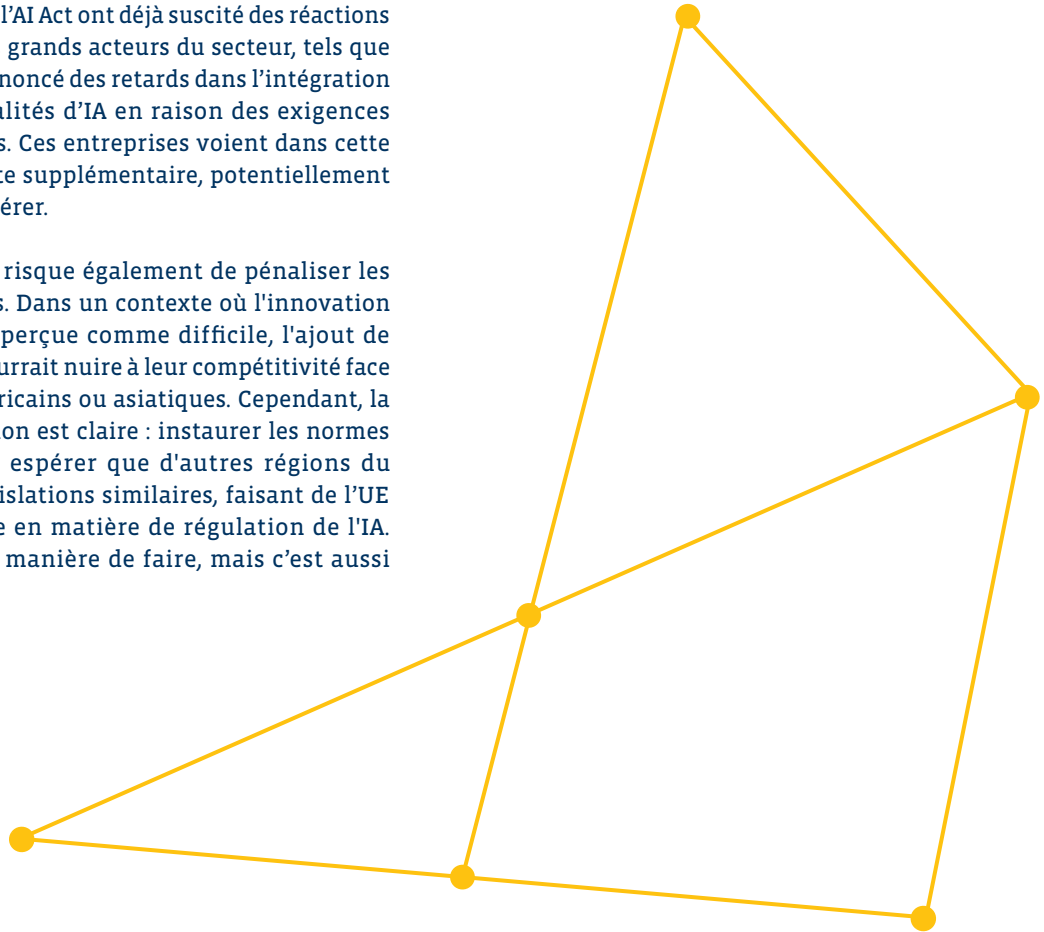 l’AI Act ont déjà suscité des réactions
grands acteurs du secteur, tels que
noncé des retards dans l’intégration
lités d’IA en raison des exigences
s. Ces entreprises voient dans cette
te supplémentaire, potentiellement
érer.
risque également de pénaliser les
s. Dans un contexte où l'innovation
perçue comme difficile, l'ajout de
urrait nuire à leur compétitivité face
ricains ou asiatiques. Cependant, la
on est claire : instaurer les normes
espérer que d'autres régions du
islations similaires, faisant de l’UE
e en matière de régulation de l'IA.
manière de faire, mais c’est aussi